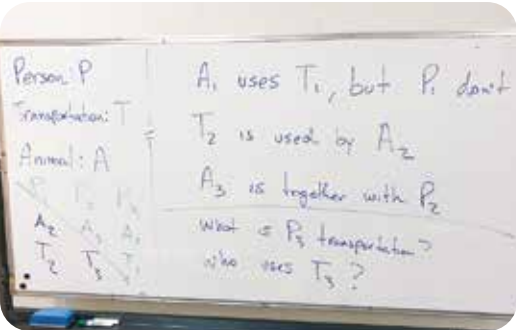 Person: P
Transportation: T
Animal: A
P1 P2 P3
A2 A3 A1
T2 T3 T1
A1 uses T1, but P1 don't
T2 is used by A2
A3 is together with P2
What is P3 transportation?
who uses T3?